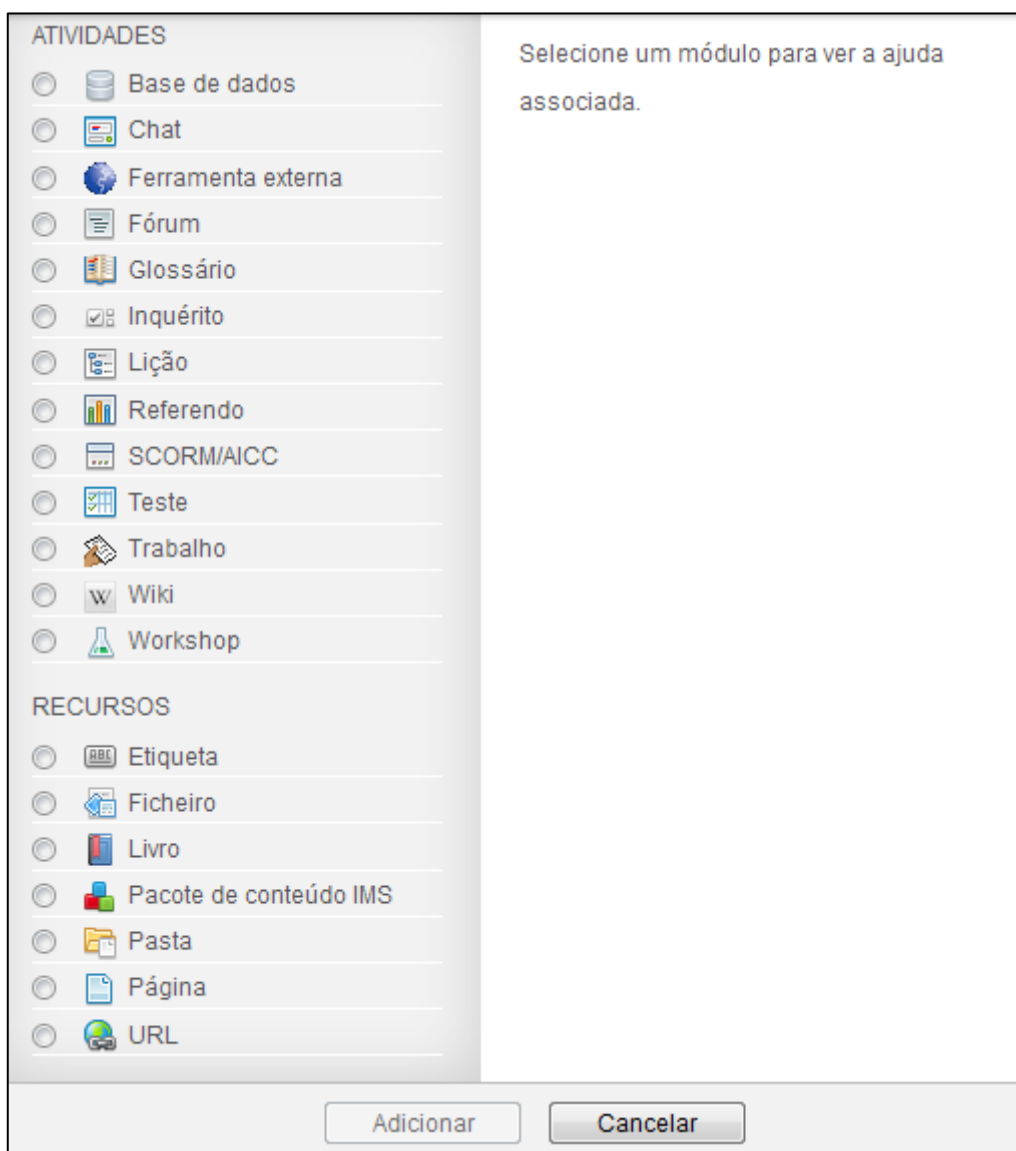 ATIVIDADES
Base de dados
Chat
Ferramenta externa
Fórum
Glossário
Inquérito
Lição
Referendo
SCORM/AICC
Teste
Trabalho
W Wiki
Workshop
RECURSOS
ABC Etiqueta
Ficheiro
Livro
Pacote de conteúdo IMS
Pasta
Página
URL
Selecione um módulo para ver a ajuda
associada.
Adicionar
Cancelar